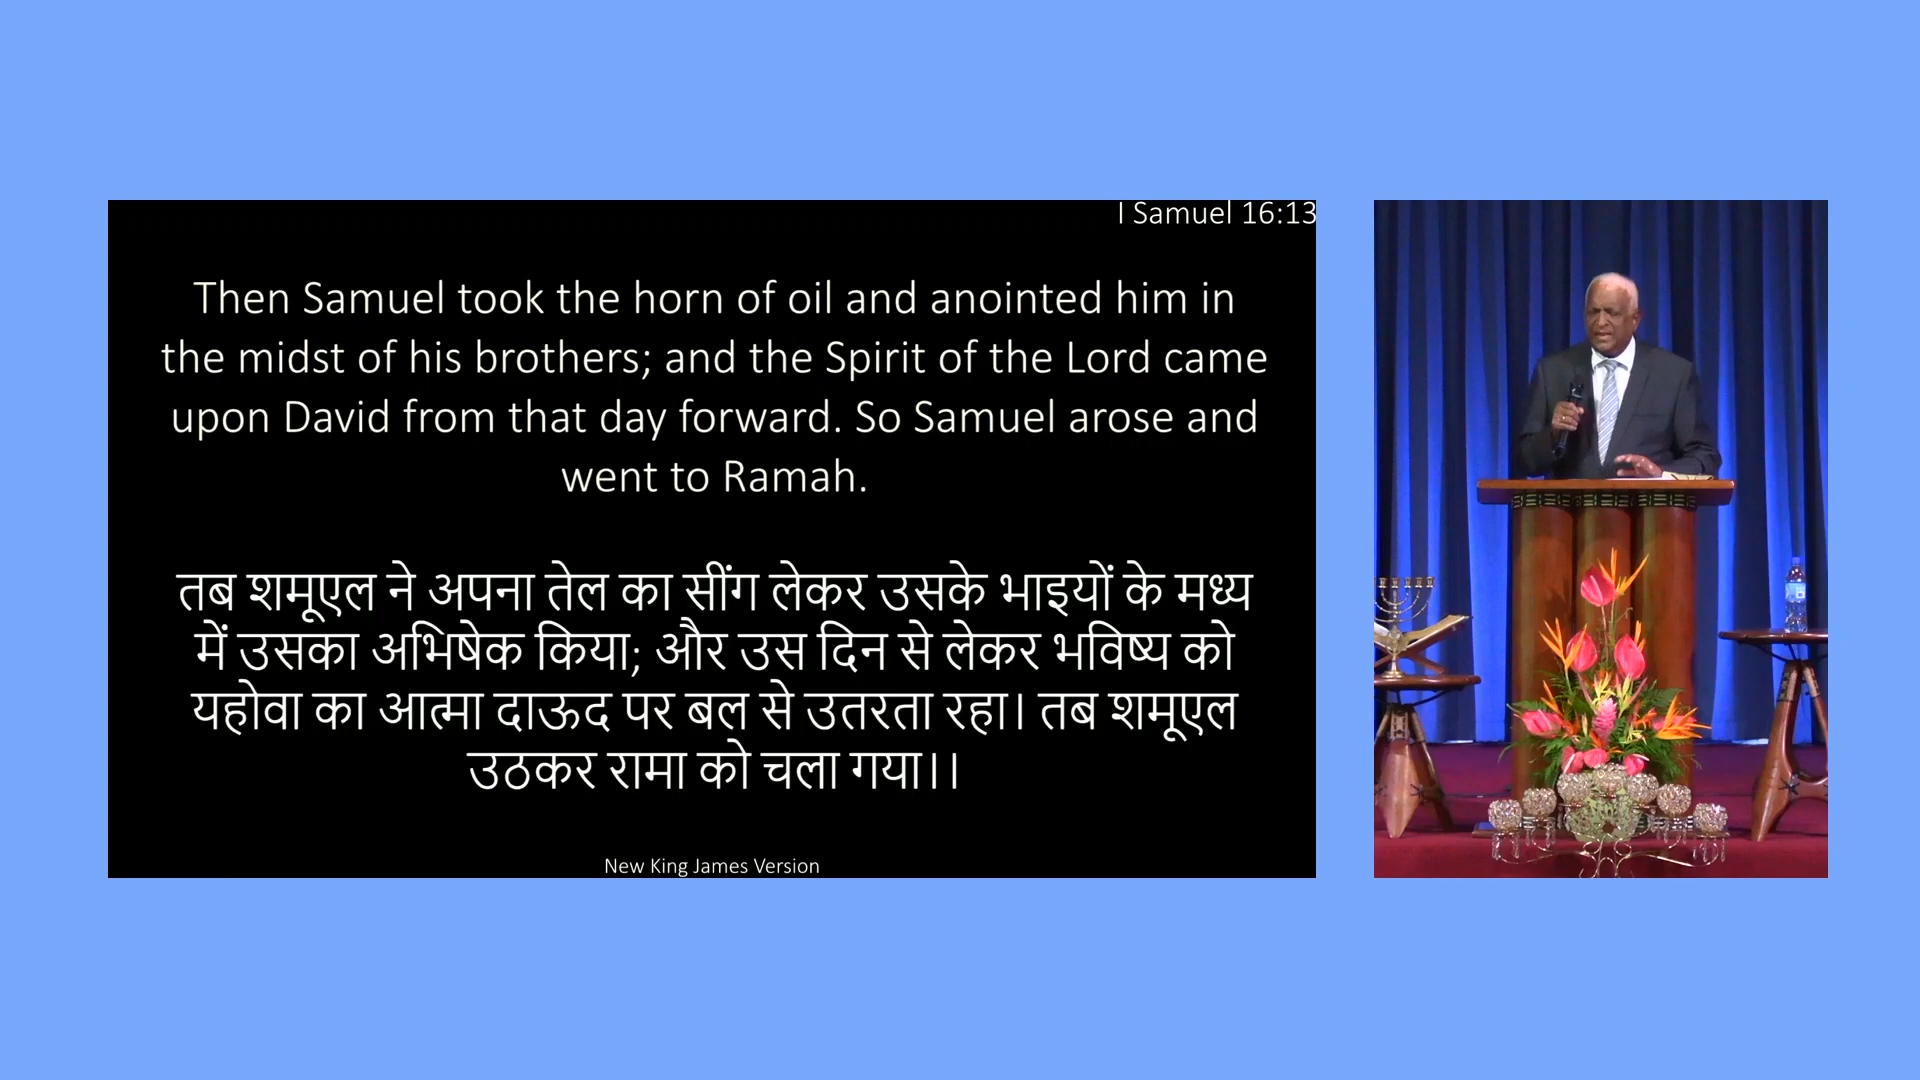 I Samuel 16:13
Then Samuel took the horn of oil and anointed him in
the midst of his brothers; and the Spirit of the Lord came
upon David from that day forward. So Samuel arose and
went to Ramah.
तब शमूएल ने अपना तेल का सींग लेकर उसके भाइयों के मध्य
में उसका अभिषेक किया; और उस दिन से लेकर भविष्य को
यहोवा का आत्मा दाऊद पर बल से उतरता रहा। तब शमूएल
उठकर रामा को चला गया।।
New King James Version